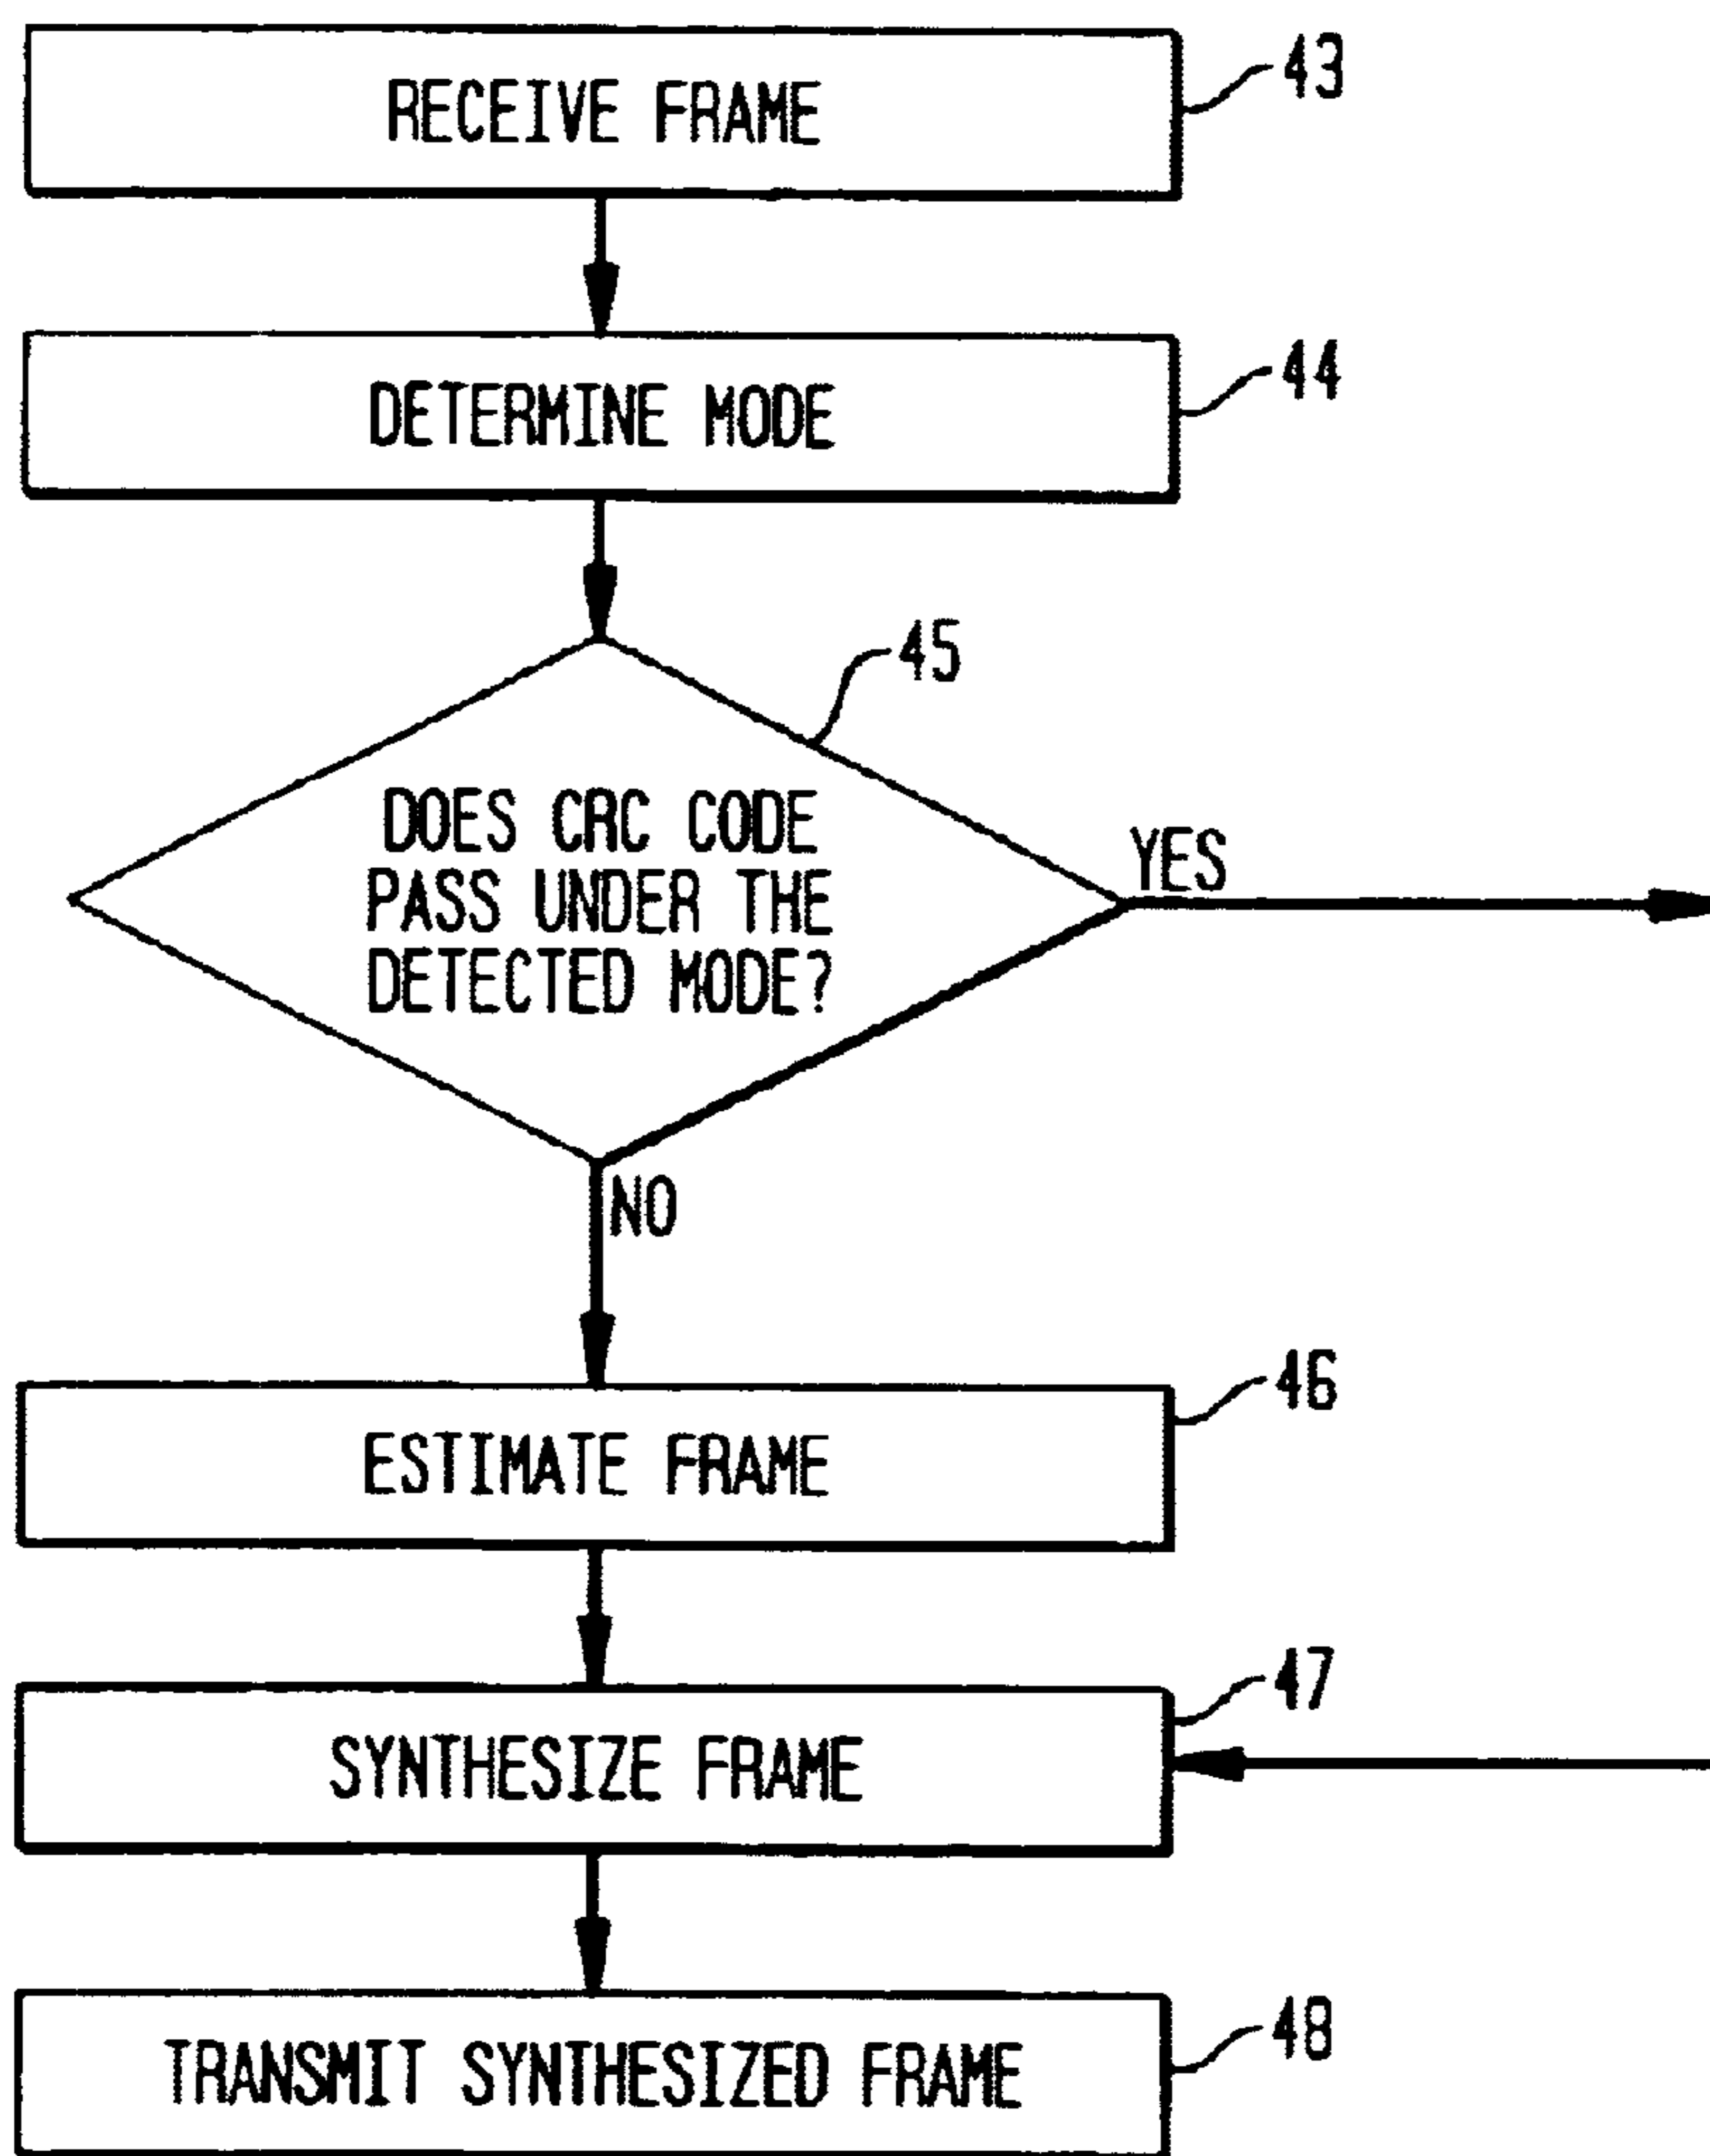 RECEIVE FRAME
43
DETERMINE MODE
44
45
DOES CRC CODE
PASS UNDER THE
DETECTED MODE?
YES
NO
46
ESTIMATE FRAME
47
SYNTHESIZE FRAME
48
TRANSMIT SYNTHESIZED FRAME